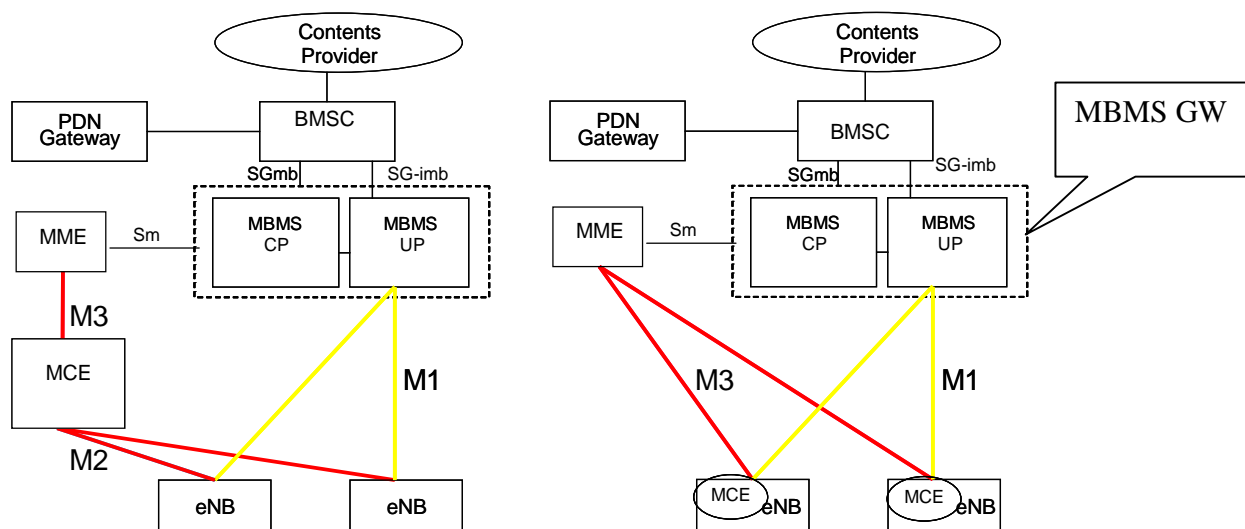 Contents
Provider
PDN
Gateway
BMSC
SGmb
SG-imb
MME
Sm
MBMS
CP
MBMS
UP
M3
MCE
M1
M2
eNB
eNB
Contents
Provider
MBMS GW
PDN
Gateway
BMSC
SGmb
SG-imb
MME
Sm
MBMS
CP
MBMS
UP
M3
M1
MCE
eNB
MCE
eNB